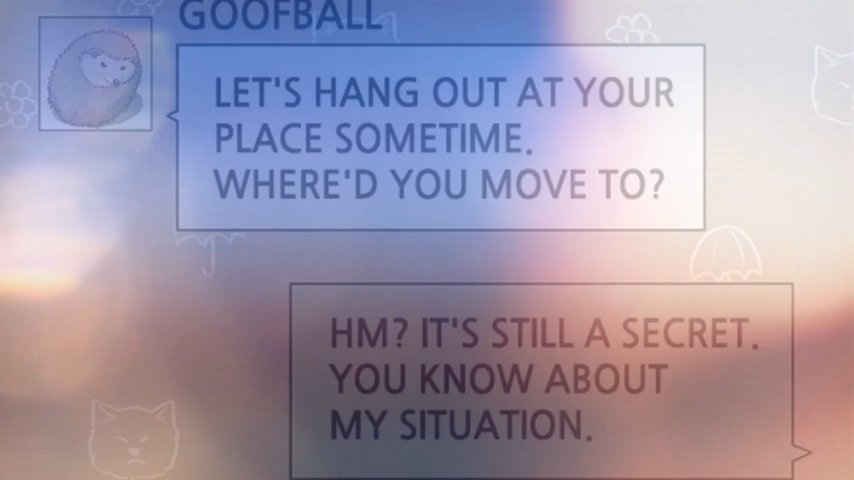 GOOFBALL
LET'S HANG OUT AT YOUR
PLACE SOMETIME.
WHERE'D YOU MOVE TO?
HM? IT'S STILL A SECRET.
YOU KNOW ABOUT
MY SITUATION.